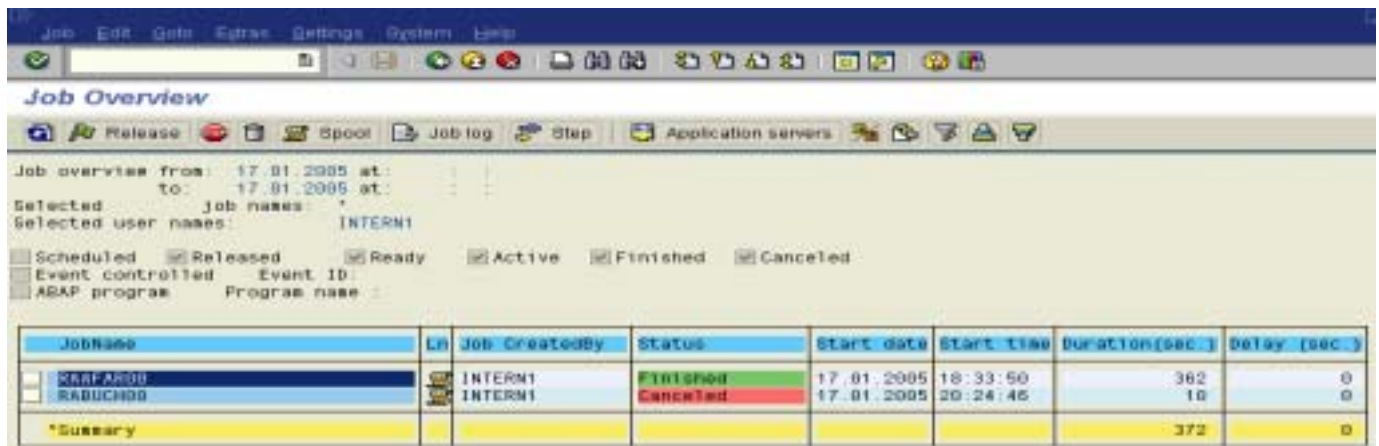 Job Edit Goto Extras Settings System Help
Job Overview
Release Spool Job log Step Application servers
Job overview from: 17.01.2005 at: : :
to: 17.01.2005 at: : :
Selected job names: *
Selected user names: INTERN1
Scheduled Released Ready Active Finished Canceled
Event controlled Event ID:
ABAP program Program name :
JobName Ln Job CreatedBy Status Start date Start time Duration(sec.) Delay (sec.)
INTERN1 Finished 17.01.2005 18:33:50 362 0
RABUCH00 INTERN1 Canceled 17.01.2005 20:24:46 10 0
*Summary 372 0